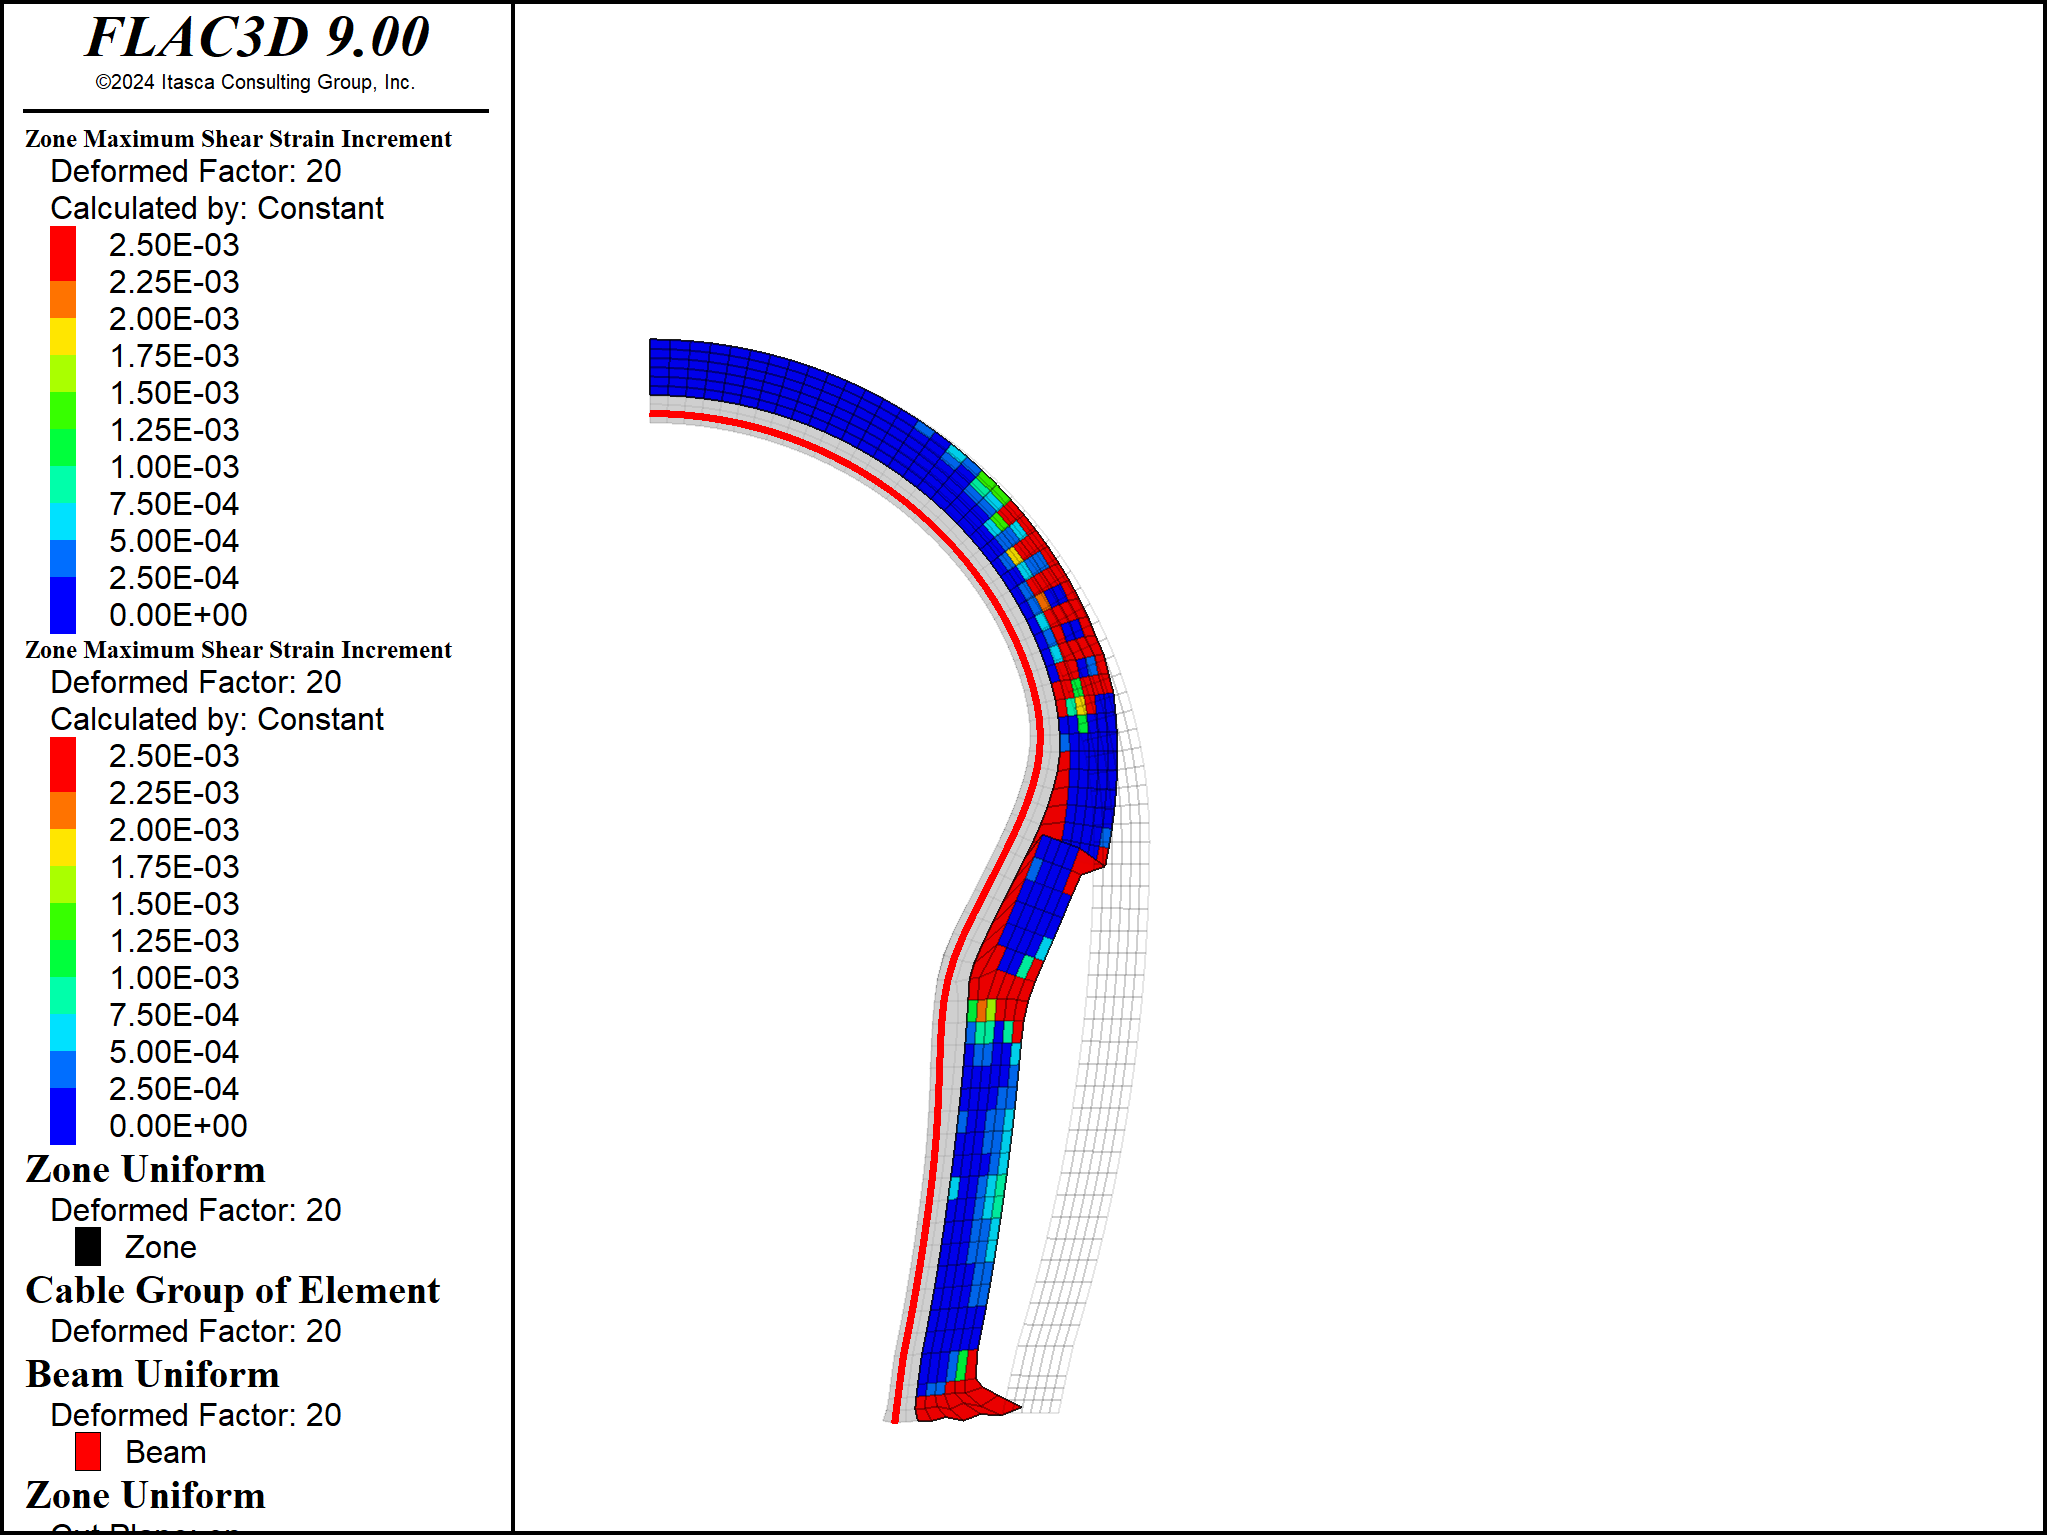 FLAC3D 9.00
©2024 Itasca Consulting Group, Inc.
Zone Maximum Shear Strain Increment
Deformed Factor: 20
Calculated by: Constant
2.50E-03
2.25E-03
2.00E-03
1.75E-03
1.50E-03
1.25E-03
1.00E-03
7.50E-04
5.00E-04
2.50E-04
0.00E+00
Zone Maximum Shear Strain Increment
Deformed Factor: 20
Calculated by: Constant
2.50E-03
2.25E-03
2.00E-03
1.75E-03
1.50E-03
1.25E-03
1.00E-03
7.50E-04
5.00E-04
2.50E-04
0.00E+00
Zone Uniform
Deformed Factor: 20
Zone
Cable Group of Element
Deformed Factor: 20
Beam Uniform
Deformed Factor: 20
Beam
Zone Uniform